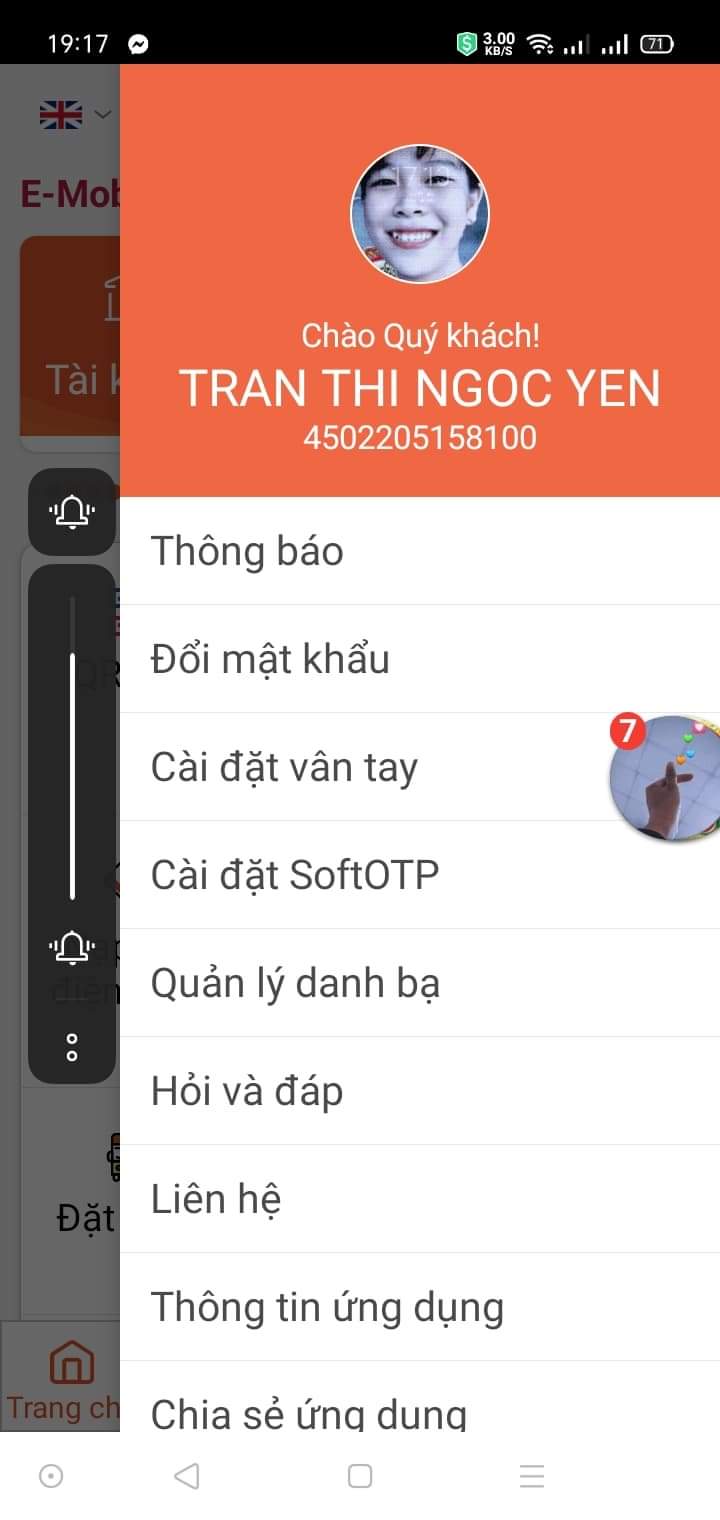 19:17
3.00
KB/S
71
E-Mob
Chào Quý khách!
TRAN THI NGOC YEN
4502205158100
Tài k
Thông báo
Đổi mật khẩu
7
Cài đặt vân tay
Cài đặt SoftOTP
Quản lý danh bạ
điện
Hỏi và đáp
Liên hệ
Đặt
Thông tin ứng dụng
Trang ch
Chia sẻ ứng dụng